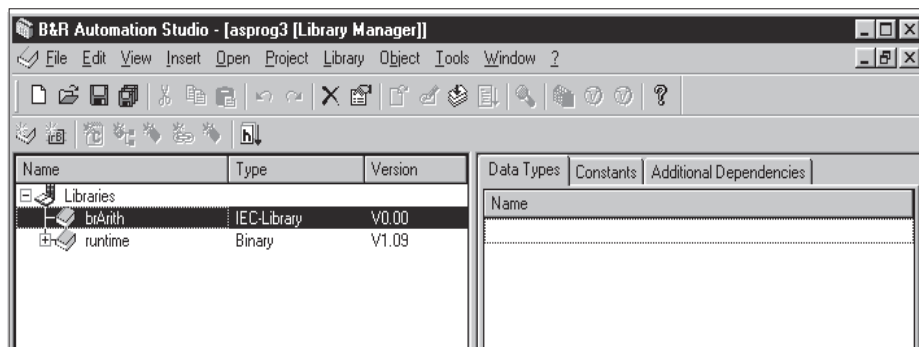 B&R Automation Studio - [asprog3 [Library Manager]]
File Edit View Insert Open Project Library Object Tools Window ?
Name Type Version
Libraries
brArith IEC-Library V0.00
runtime Binary V1.09
Data Types Constants Additional Dependencies
Name